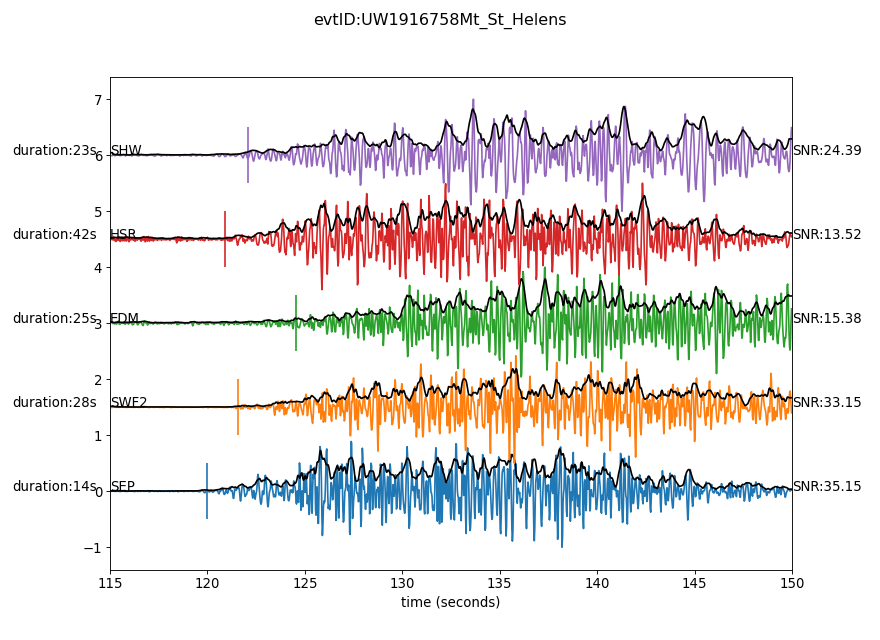 evtID:UW1916758Mt_St_Helens
7
duration:23s 6 SHW SNR:24.39
5
duration:42s HSR SNR:13.52
4
duration:25s 3 EDM SNR:15.38
2
duration:28s SWF2 SNR:33.15
1
duration:14s 0 SEP SNR:35.15
−1
115 120 125 130 135 140 145 150
time (seconds)